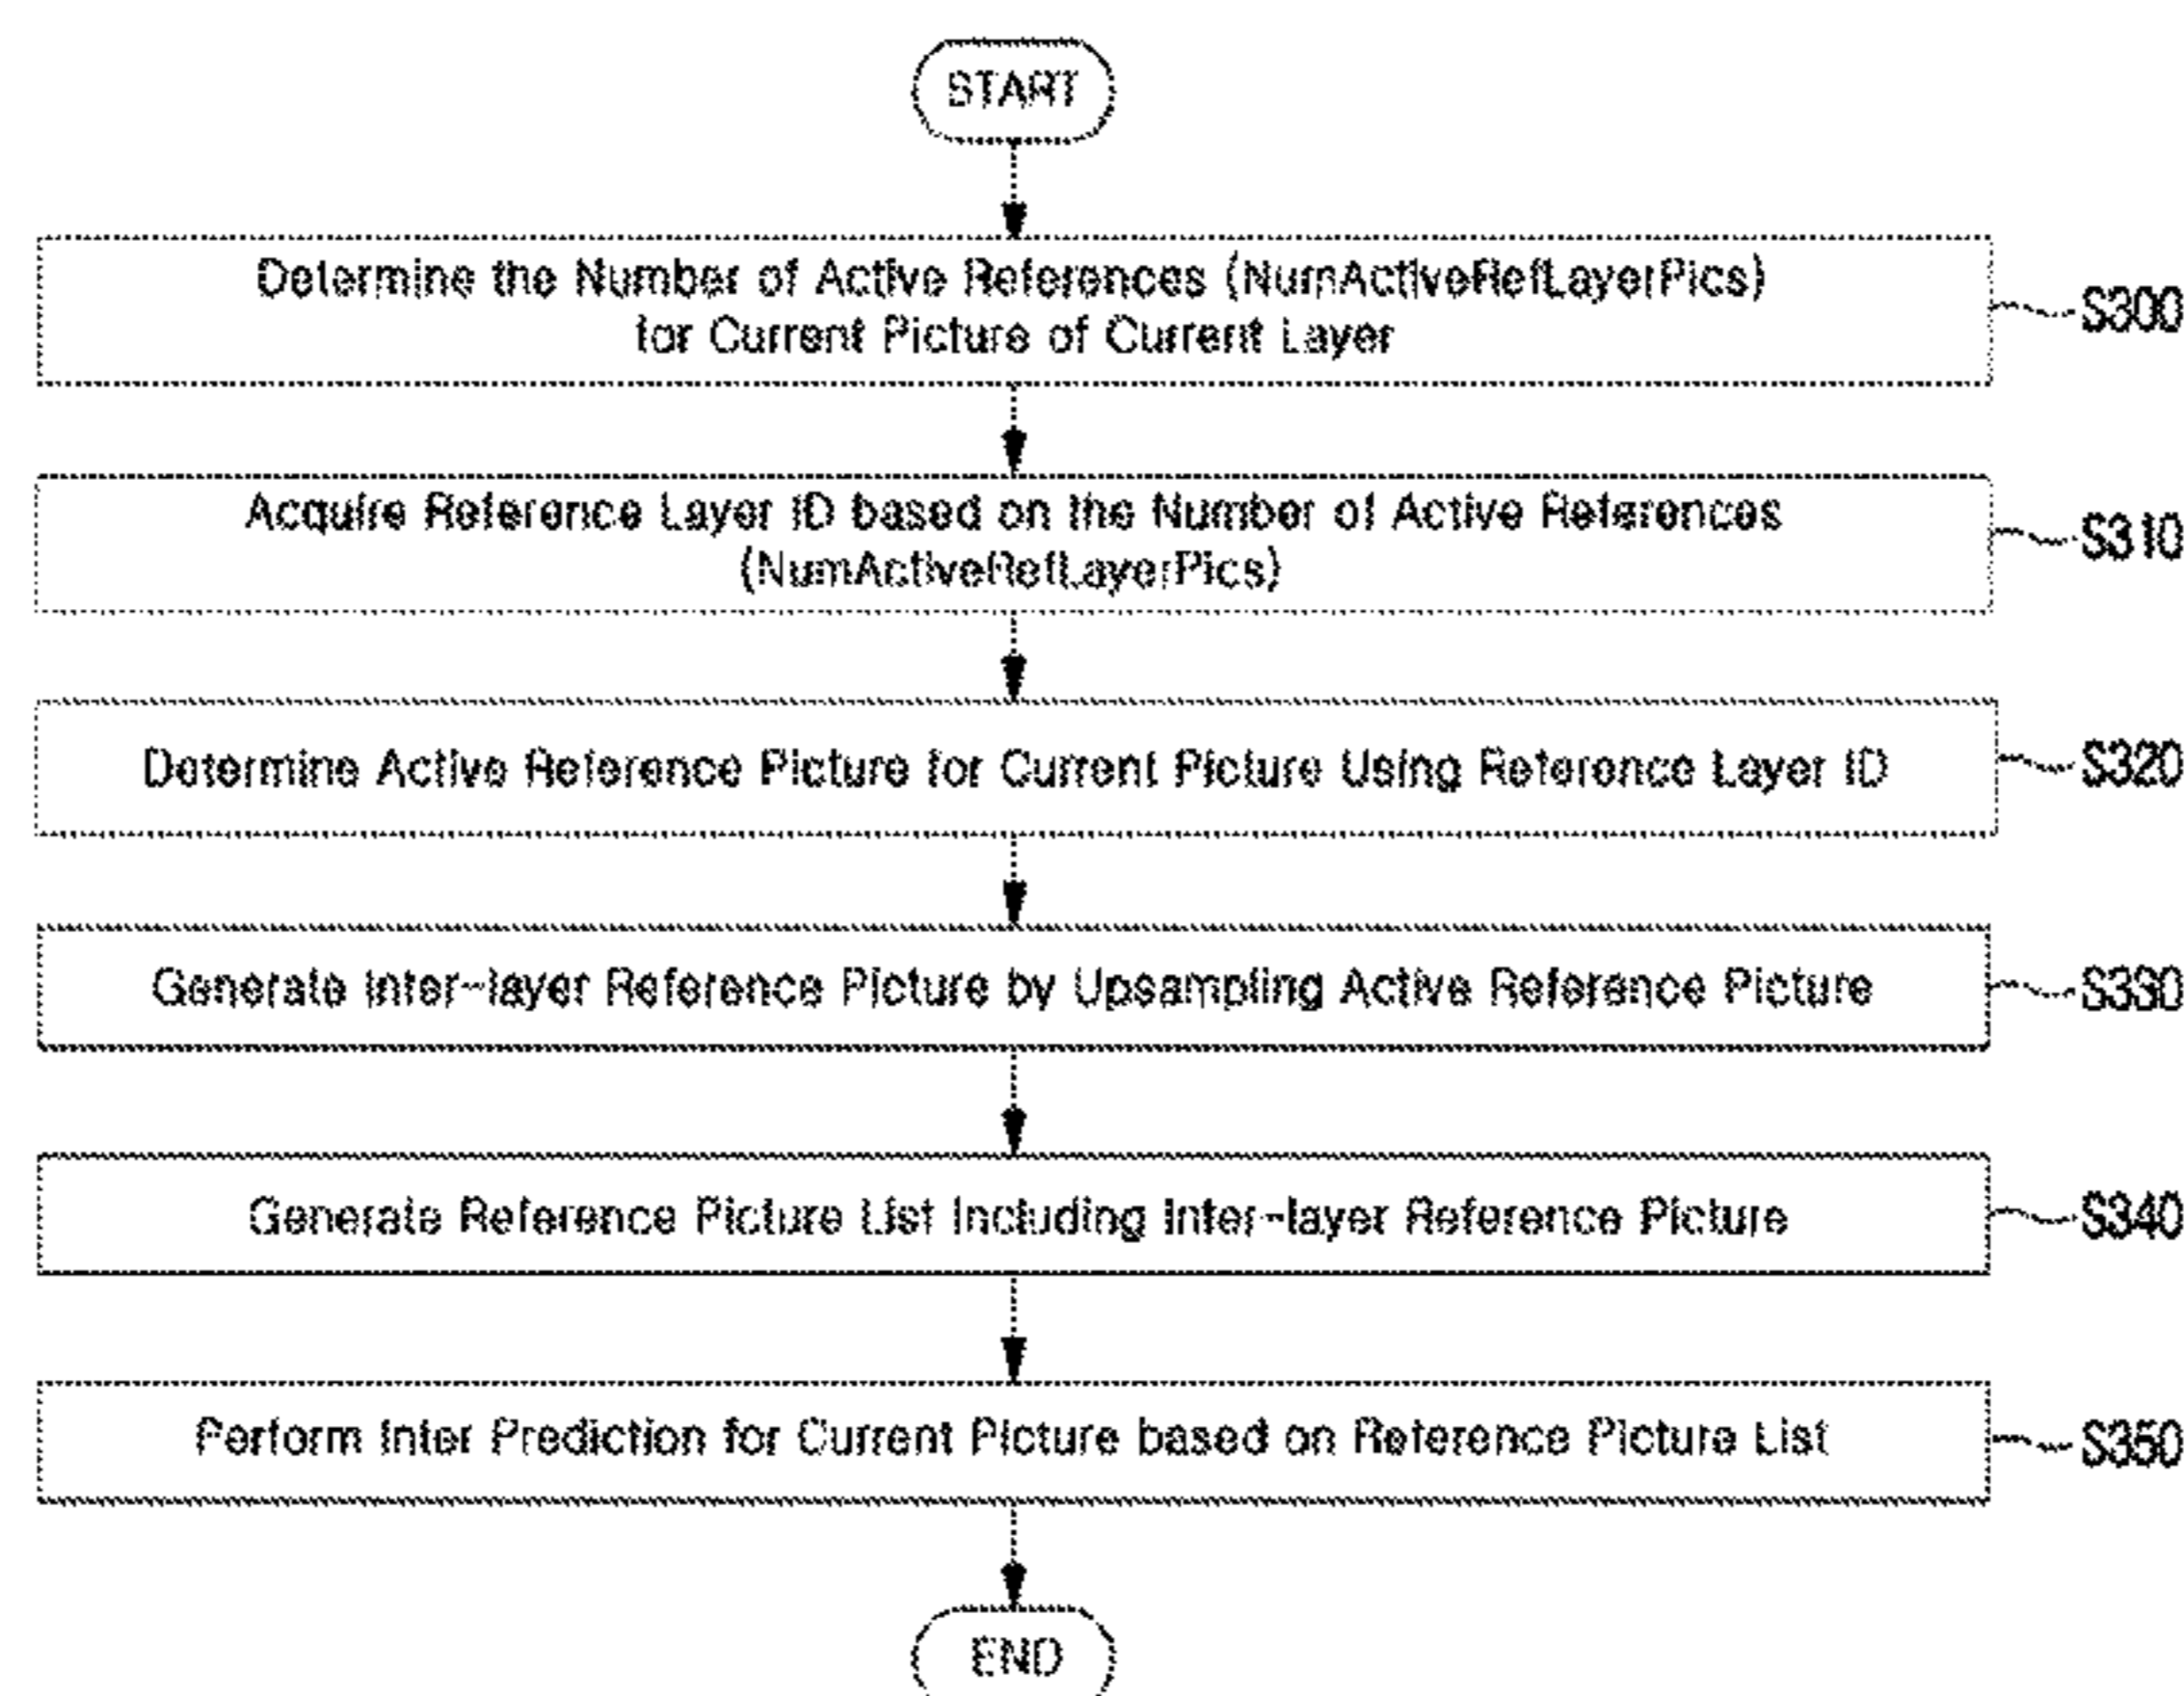 START
Determine the Number of Active References (NumActiveRefLayerPics)
for Current Picture of Current Layer
S300
Acquire Reference Layer ID based on the Number of Active References
(NumActiveRefLayerPics)
S310
Determine Active Reference Picture for Current Picture Using Reference Layer ID
S320
Generate Inter-layer Reference Picture by Upsampling Active Reference Picture
S330
Generate Reference Picture List Including Inter-layer Reference Picture
S340
Perform Inter Prediction for Current Picture based on Reference Picture List
S350
END